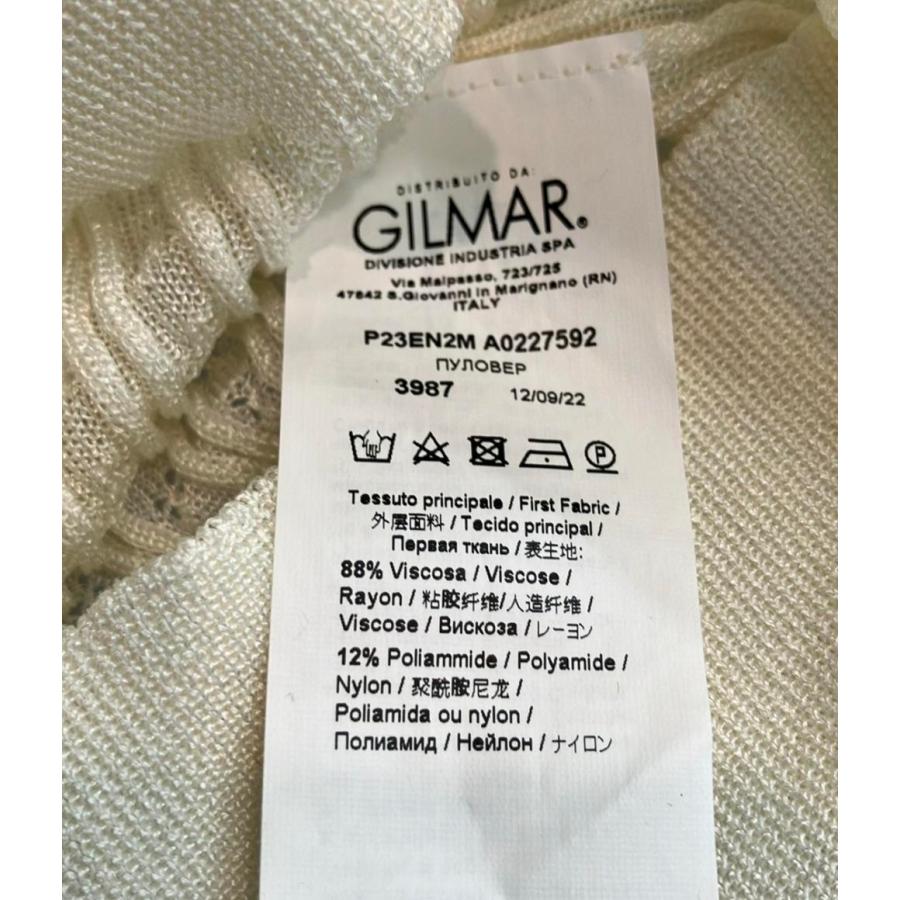 DISTRIBUITO DA:
GILMAR®
DIVISIONE INDUSTRIA SPA
Via Malpasso, 723/725
47842 S.Giovanni in Marignano (RN)
ITALY
P23EN2M A0227592
ПУЛОВЕР
3987 12/09/22
P
Tessuto principale / First Fabric /
外层面料 / Tecido principal /
Первая ткань / 表生地:
88% Viscosa / Viscose /
Rayon / 粘胶纤维/人造纤维 /
Viscose / Вискоза / レーヨン
12% Poliammide / Polyamide /
Nylon / 聚酰胺尼龙 /
Poliamida ou nylon /
Полиамид / Нейлон / ナイロン